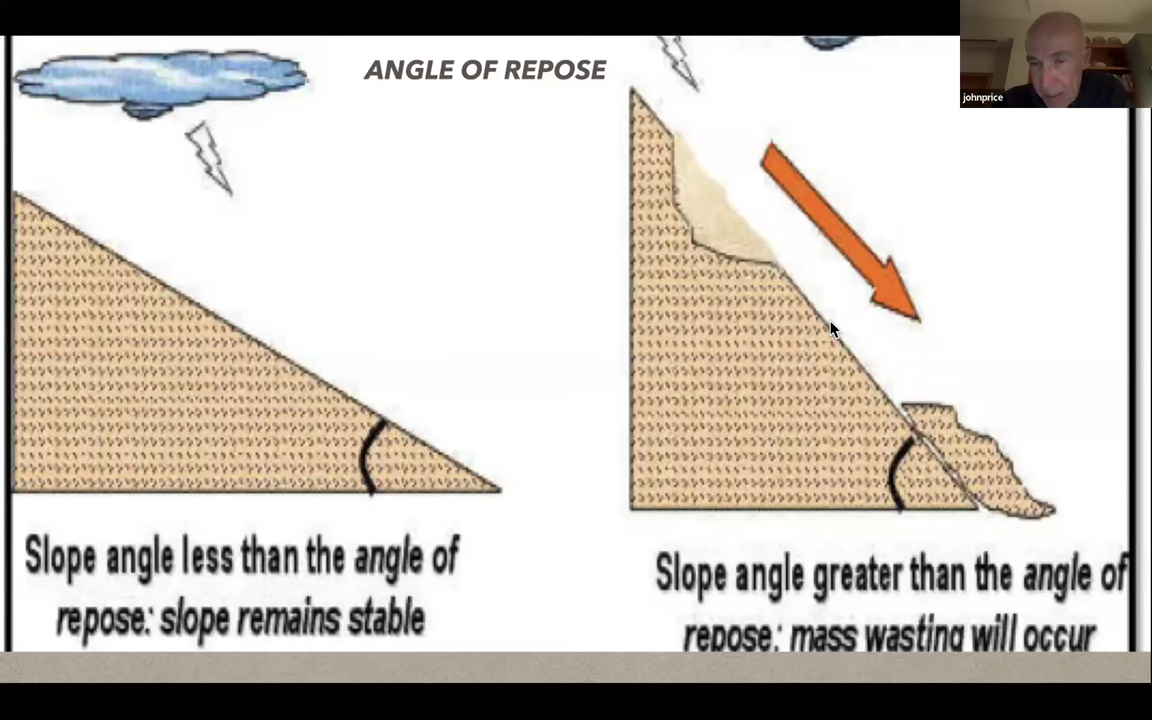 ANGLE OF REPOSE
johnprice
Slope angle less than the angle of
repose: slope remains stable
Slope angle greater than the angle of
repose: mass wasting will occur